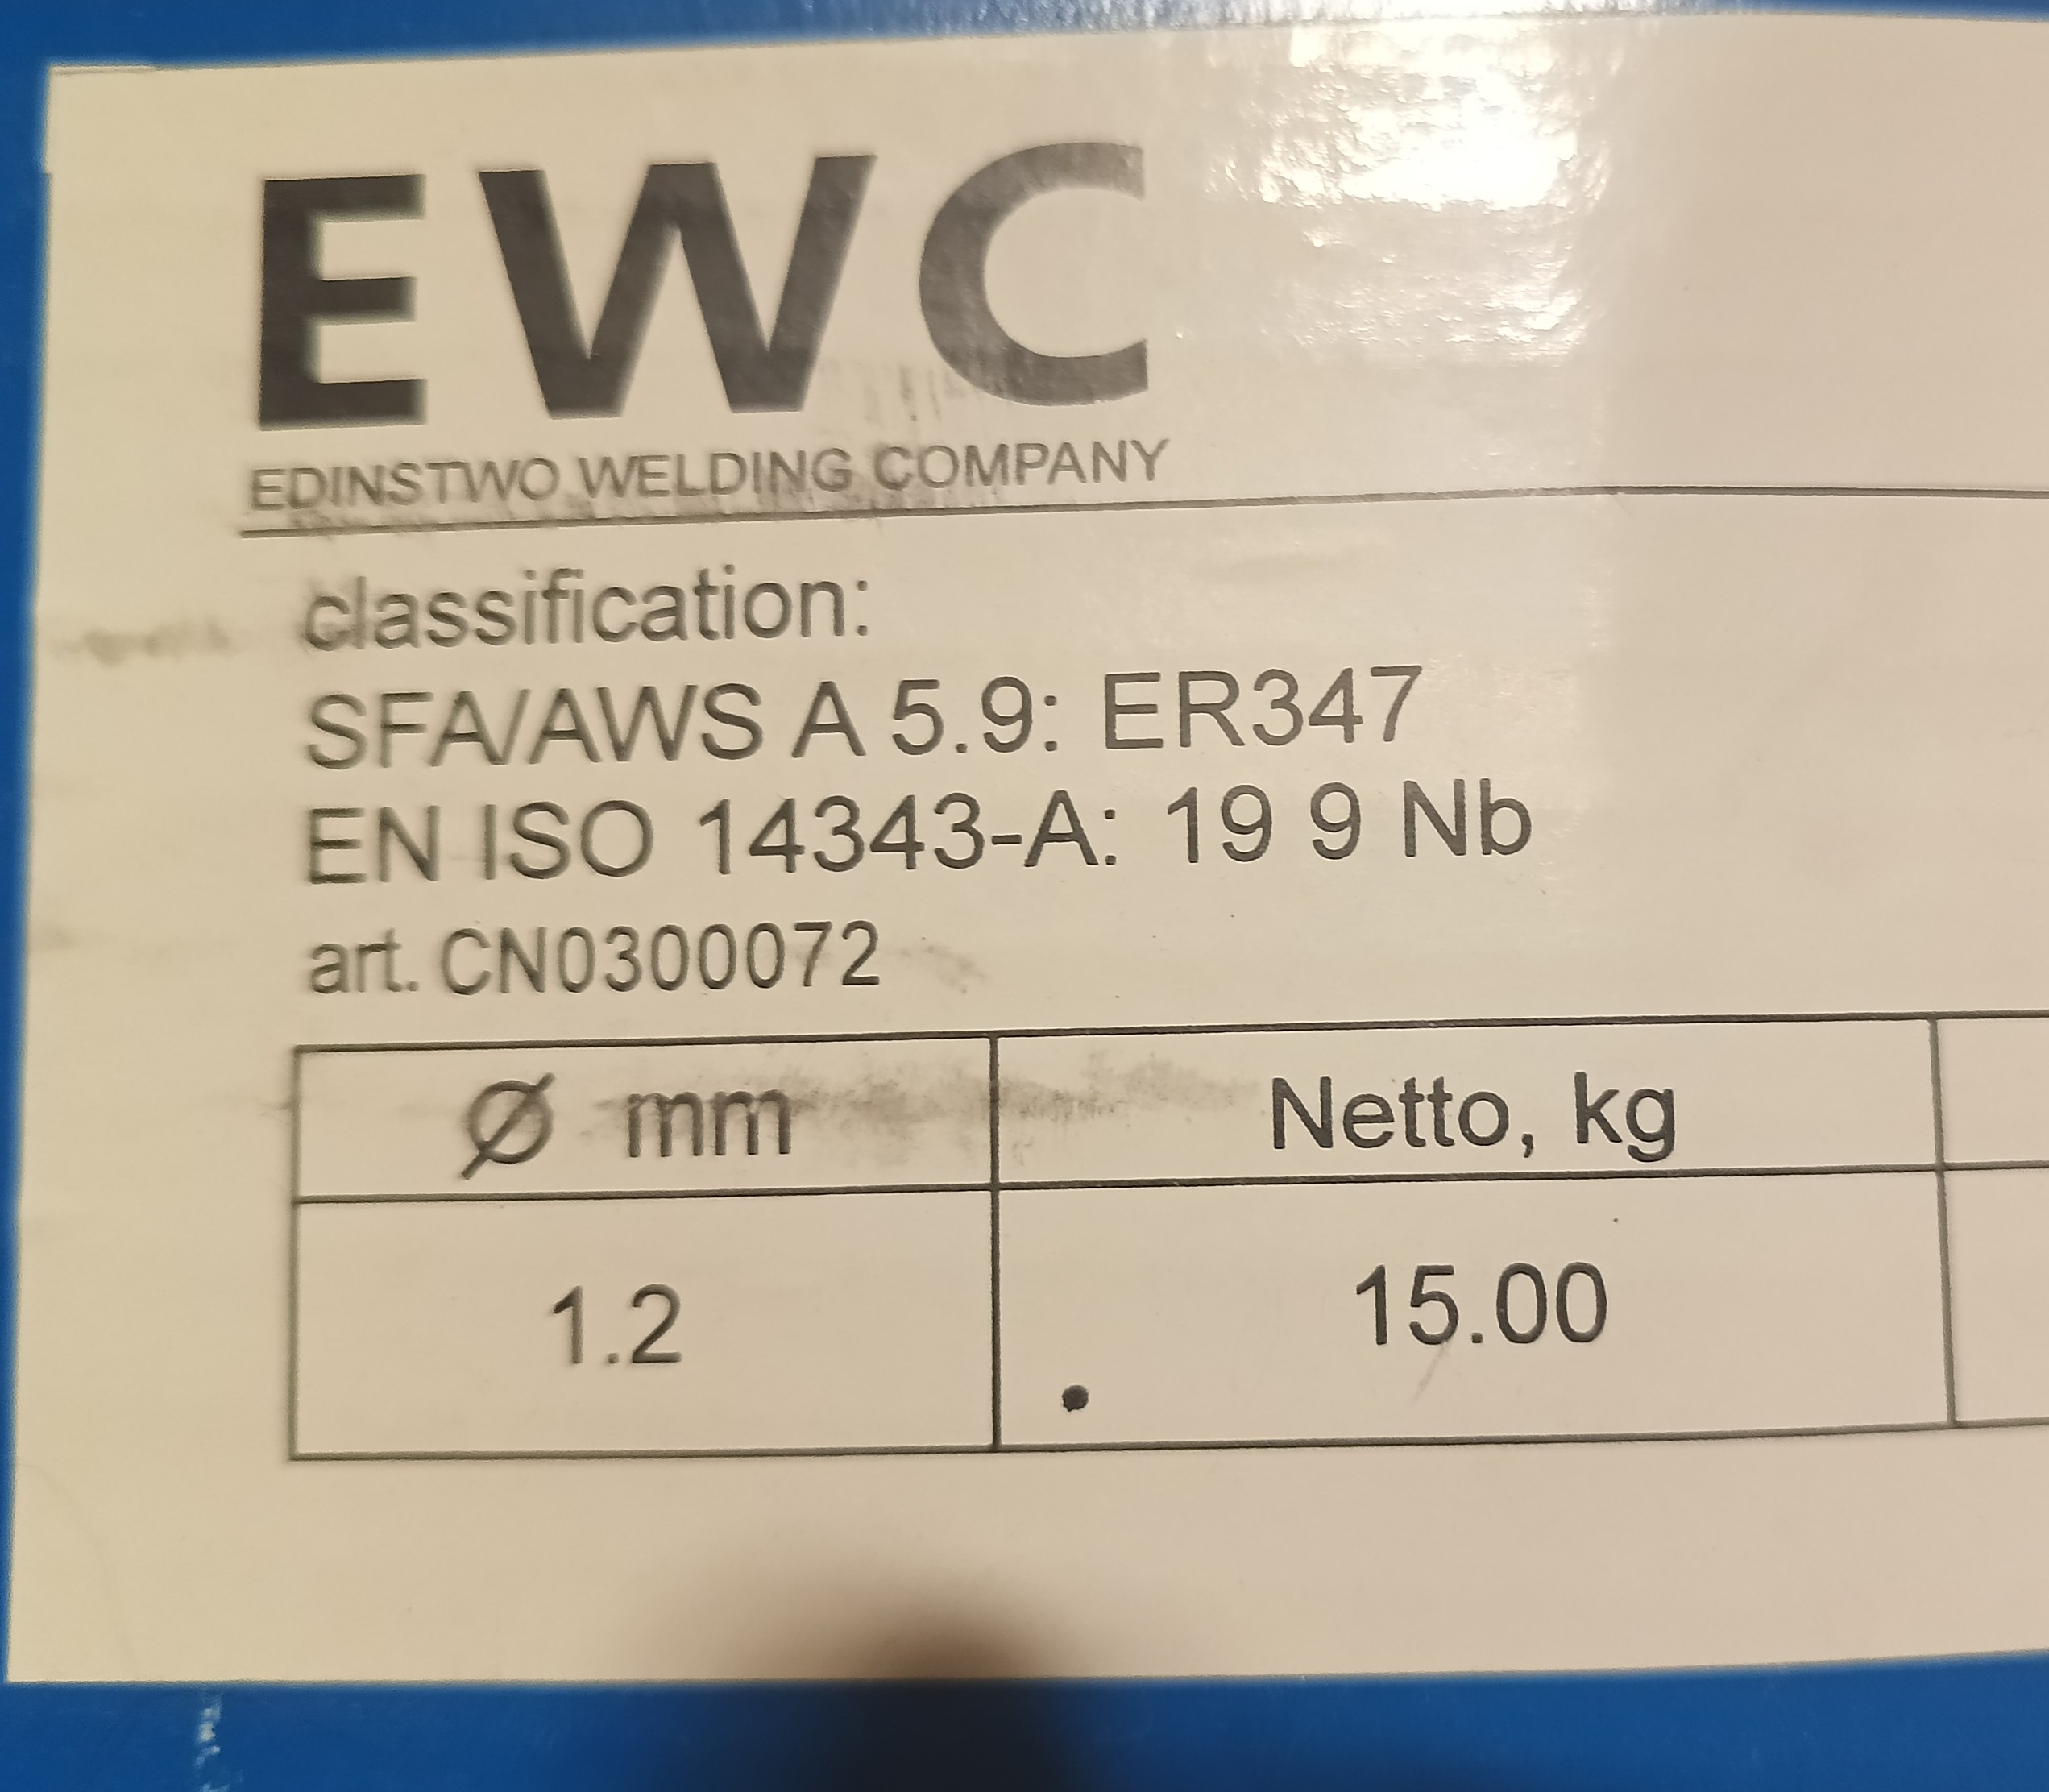 EWC
EDINSTWO WELDING COMPANY
classification:
SFA/AWS A 5.9: ER347
EN ISO 14343-A: 19 9 Nb
art. CN0300072
Ø mm Netto, kg
1.2 15.00